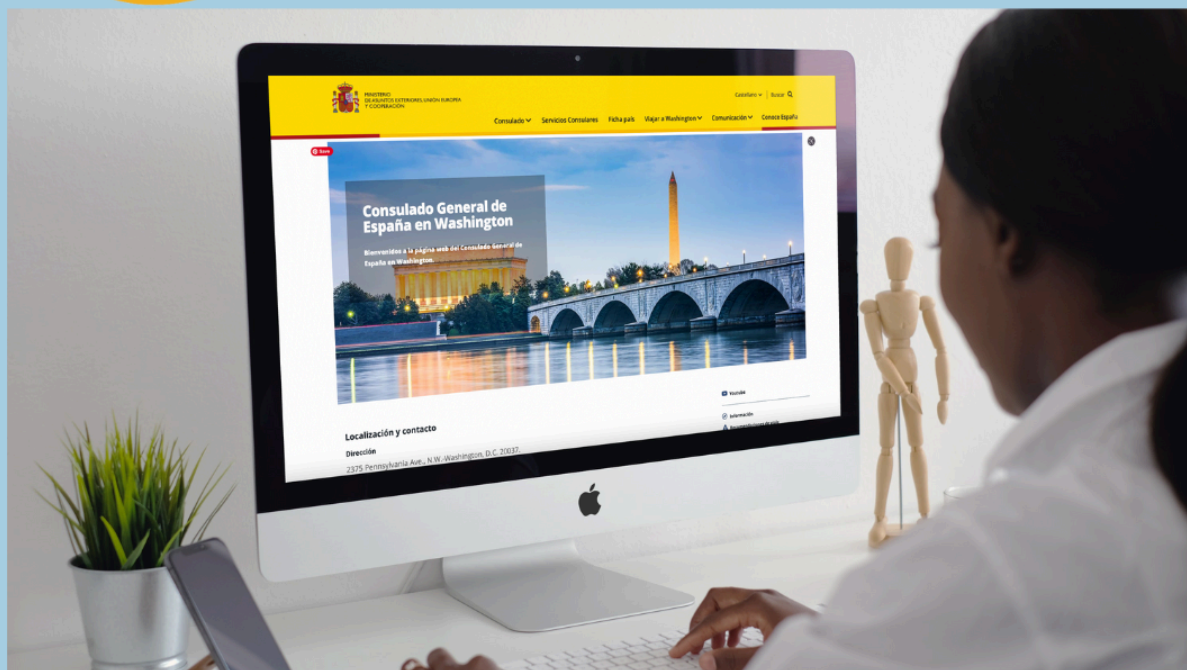 MINISTERIO
DE ASUNTOS EXTERIORES, UNIÓN EUROPEA
Y COOPERACIÓN
Castellano
Buscar
Consulado
Servicios Consulares
Ficha país
Viajar a Washington
Comunicación
Conoce España
Save
Consulado General de
España en Washington
Bienvenidos a la página web del Consulado General de
España en Washington.
Youtube
Localización y contacto
Información
Dirección
2375 Pennsylvania Ave., N.W.-Washington, D.C. 20037.